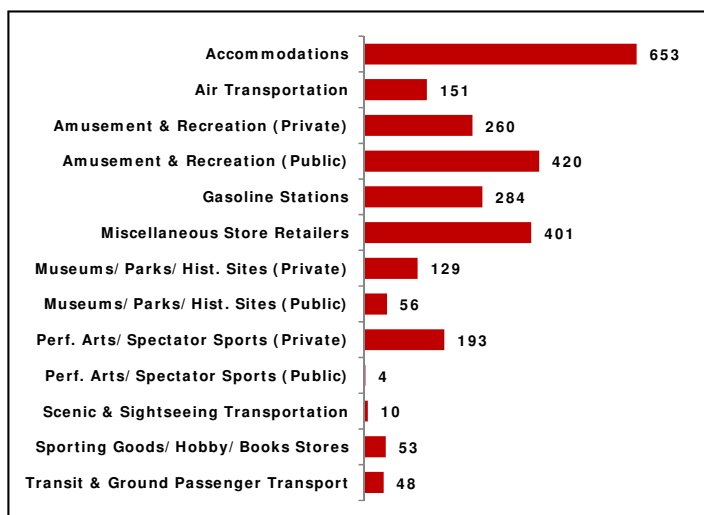 Accommodations 653
Air Transportation 151
Amusement & Recreation (Private) 260
Amusement & Recreation (Public) 420
Gasoline Stations 284
Miscellaneous Store Retailers 401
Museums/ Parks/ Hist. Sites (Private) 129
Museums/ Parks/ Hist. Sites (Public) 56
Perf. Arts/ Spectator Sports (Private) 193
Perf. Arts/ Spectator Sports (Public) 4
Scenic & Sightseeing Transportation 10
Sporting Goods/ Hobby/ Books Stores 53
Transit & Ground Passenger Transport 48